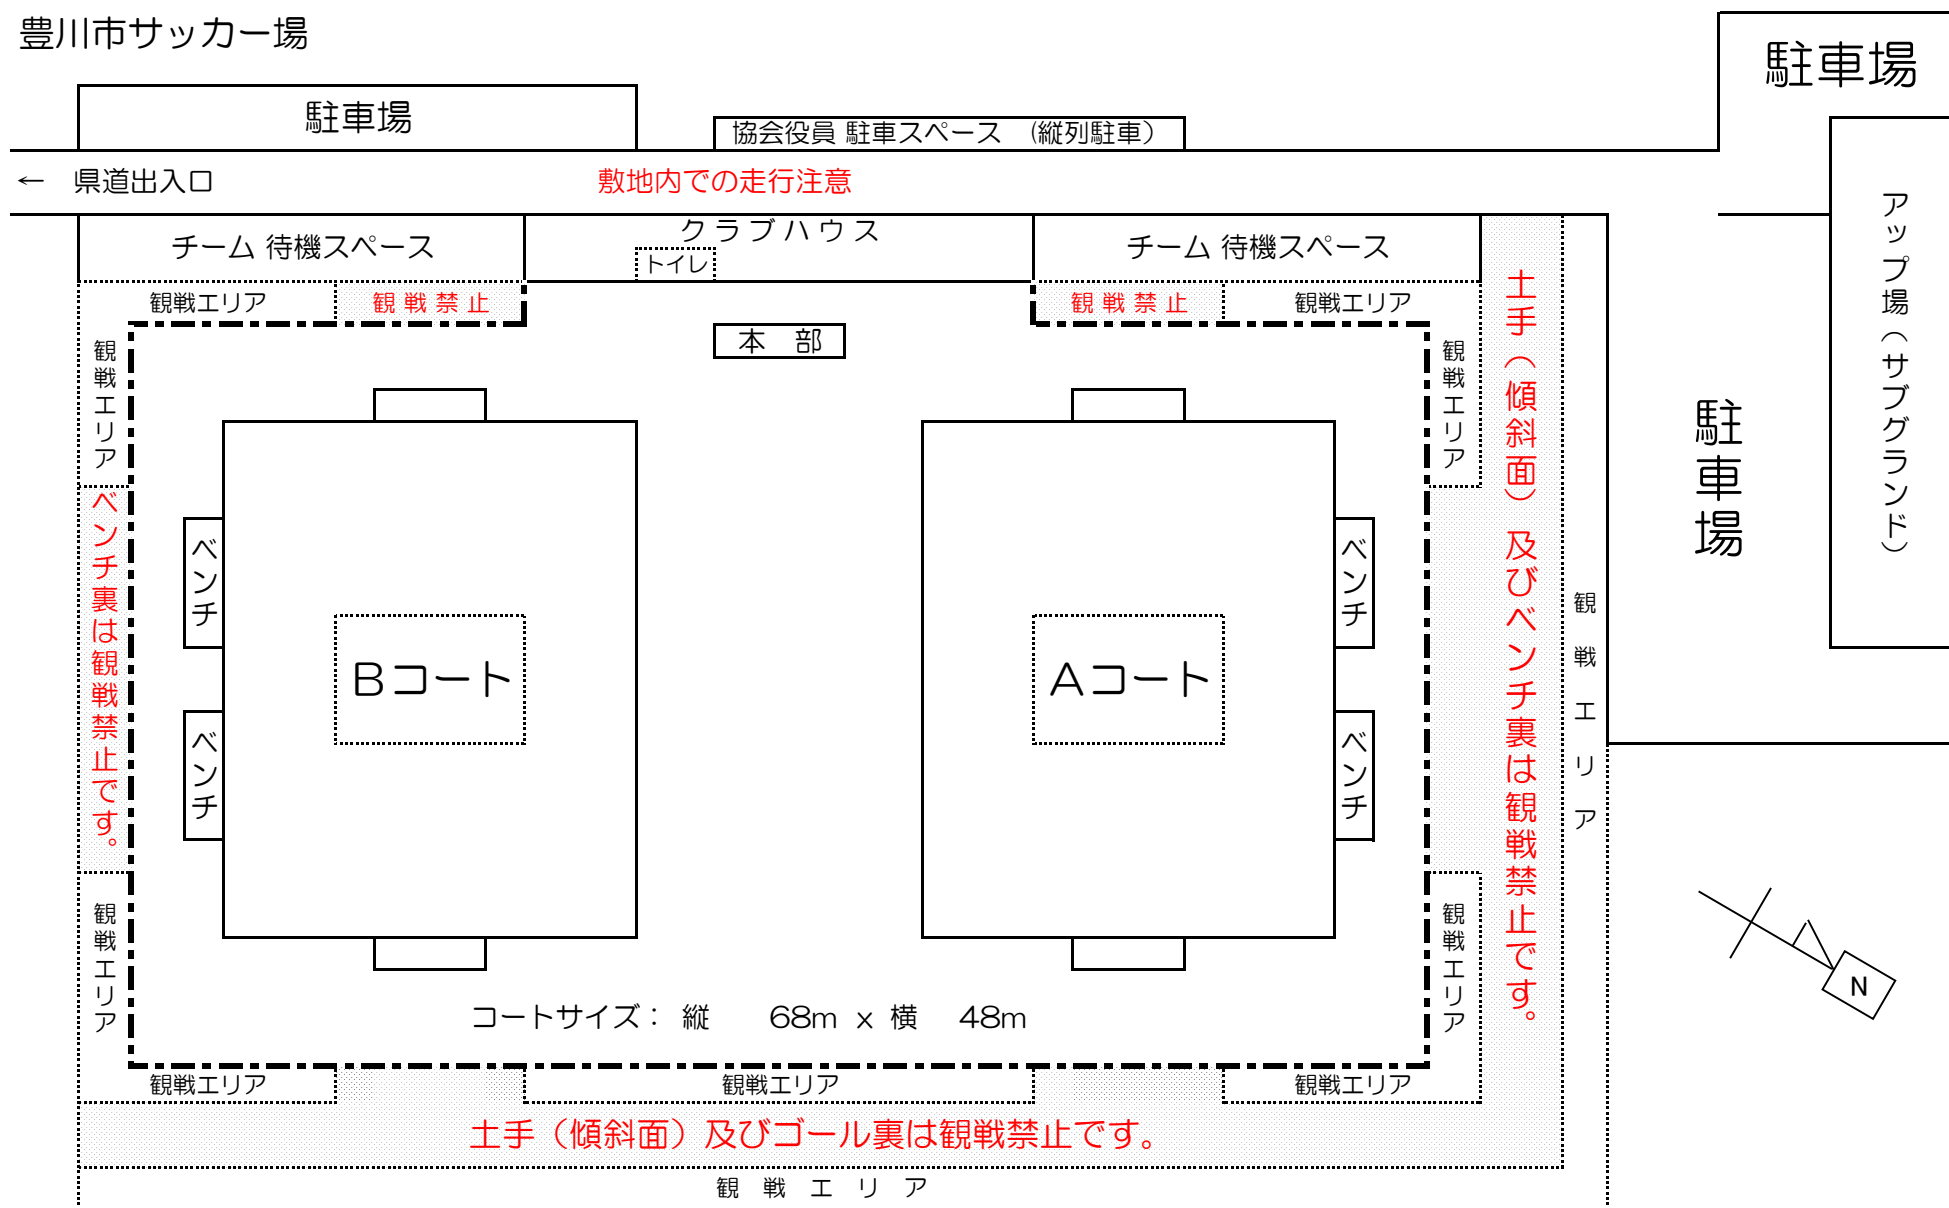 豊川市サッカー場
駐車場
駐車場
協会役員 駐車スペース （縦列駐車）
← 県道出入口
敷地内での走行注意
チーム 待機スペース
クラブハウス
トイレ
チーム 待機スペース
観戦エリア
観戦禁止
観戦禁止
観戦エリア
本 部
観戦エリア
ベンチ裏は観戦禁止です。
観戦エリア
ベンチ
ベンチ
Bコート
Aコート
ベンチ
ベンチ
観戦エリア
観戦エリア
土手（傾斜面）及びベンチ裏は観戦禁止です。
観戦エリア
駐車場
アップ場（サブグランド）
N
コートサイズ： 縦 68m x 横 48m
観戦エリア
観戦エリア
観戦エリア
土手（傾斜面）及びゴール裏は観戦禁止です。
観戦エリア